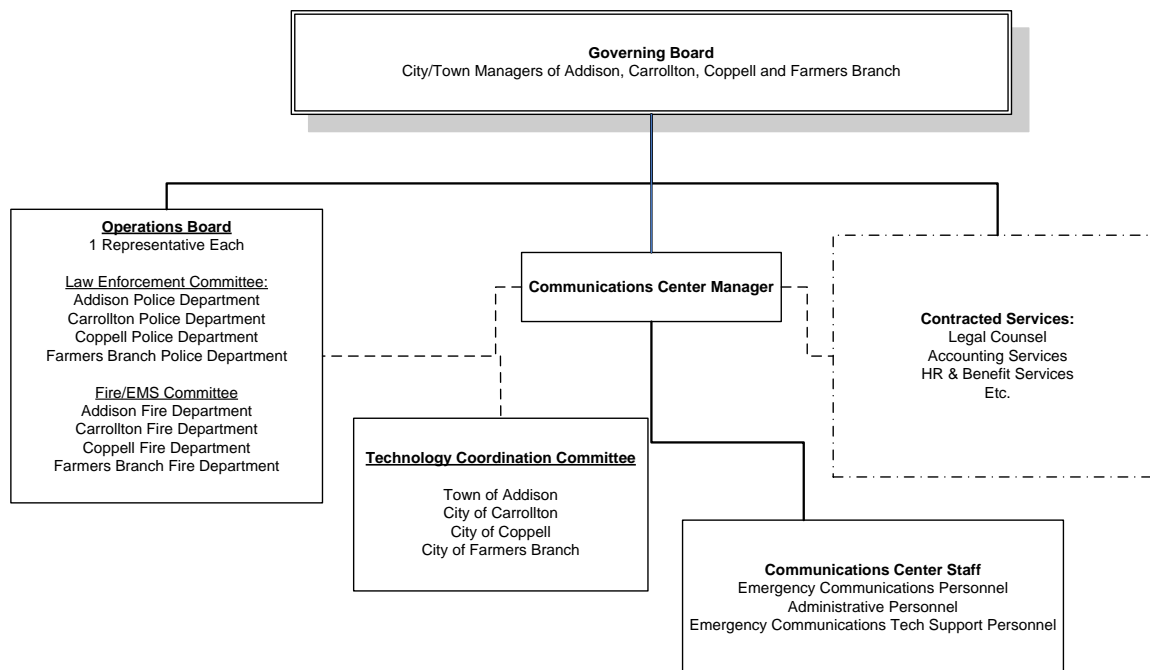 Governing Board
City/Town Managers of Addison, Carrollton, Coppell and Farmers Branch
Operations Board
1 Representative Each
Law Enforcement Committee:
Addison Police Department
Carrollton Police Department
Coppell Police Department
Farmers Branch Police Department
Fire/EMS Committee
Addison Fire Department
Carrollton Fire Department
Coppell Fire Department
Farmers Branch Fire Department
Communications Center Manager
Contracted Services:
Legal Counsel
Accounting Services
HR & Benefit Services
Etc.
Technology Coordination Committee
Town of Addison
City of Carrollton
City of Coppell
City of Farmers Branch
Communications Center Staff
Emergency Communications Personnel
Administrative Personnel
Emergency Communications Tech Support Personnel